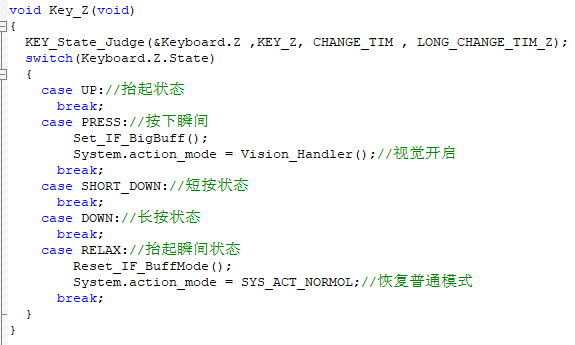 void Key_Z(void)
{
KEY_State_Judge(&Keyboard.Z ,KEY_Z, CHANGE_TIM , LONG_CHANGE_TIM_Z);
switch(Keyboard.Z.State)
{
case UP://抬起状态
break;
case PRESS://按下瞬间
Set_IF_BigBuff();
System.action_mode = Vision_Handler();//视觉开启
break;
case SHORT_DOWN://短按状态
break;
case DOWN://长按状态
break;
case RELAX://抬起瞬间状态
Reset_IF_BuffMode();
System.action_mode = SYS_ACT_NORMOL;//恢复普通模式
break;
}
}